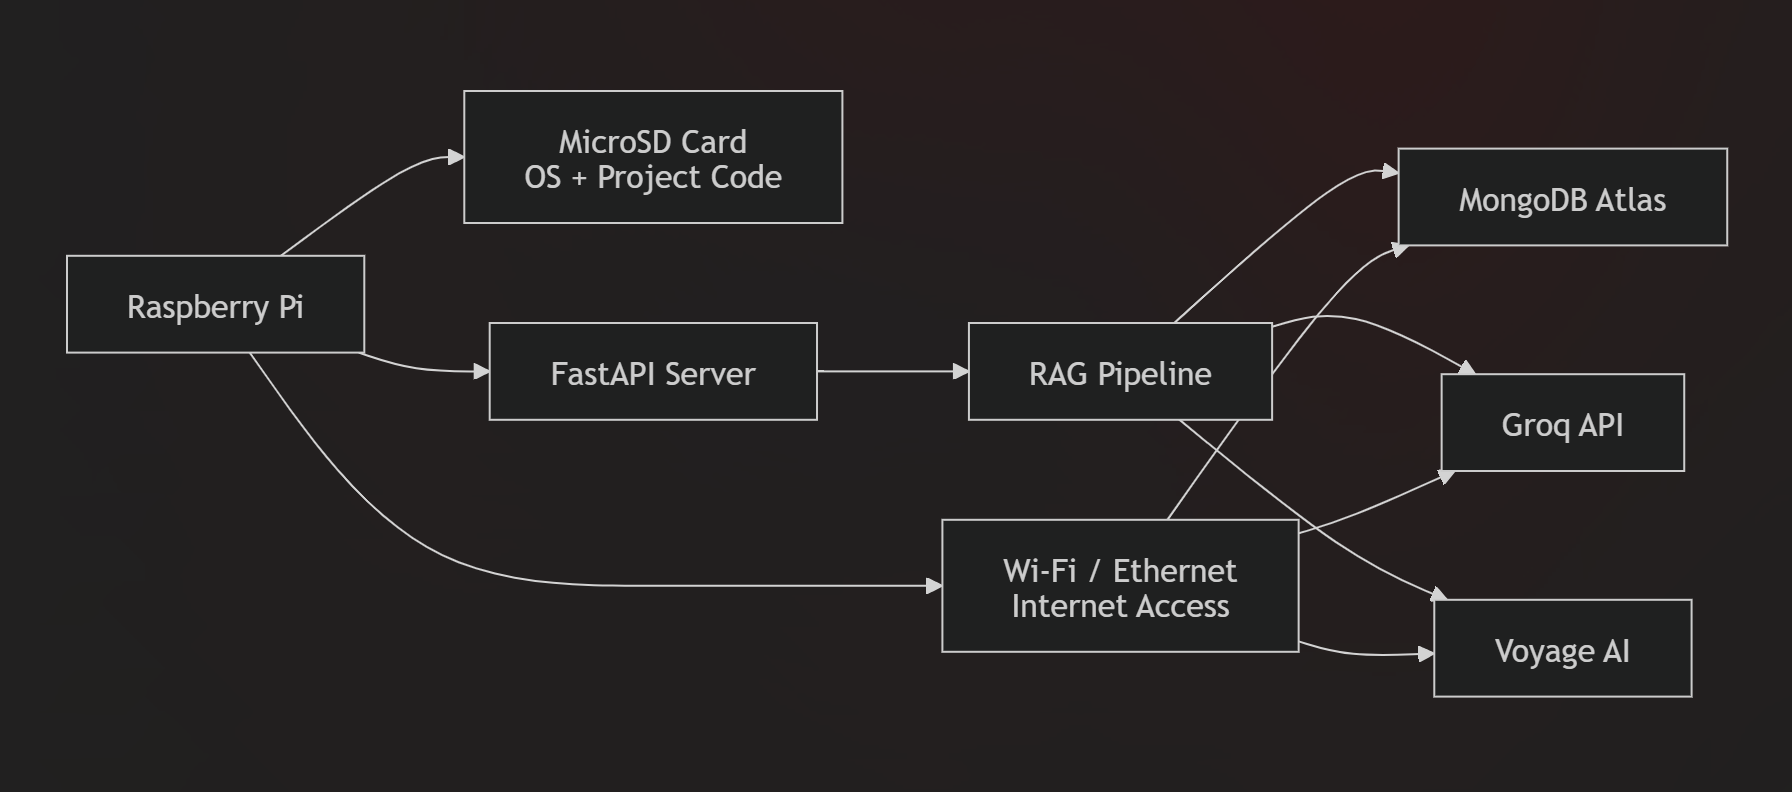 MicroSD Card
OS + Project Code
Raspberry Pi
FastAPI Server
RAG Pipeline
Wi-Fi / Ethernet
Internet Access
MongoDB Atlas
Groq API
Voyage AI